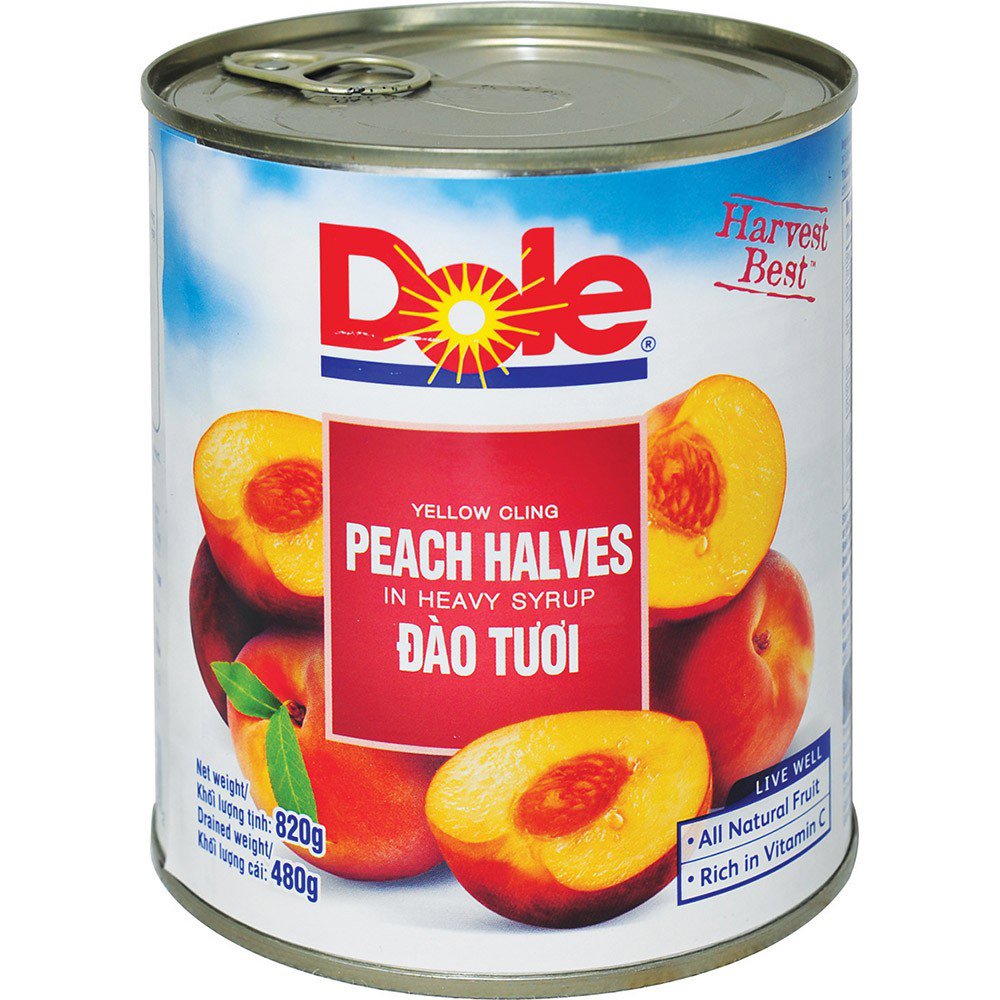 Dole®
Harvest
Best™
YELLOW CLING
PEACH HALVES
IN HEAVY SYRUP
ĐÀO TƯƠI
Net weight/
Khối lượng tịnh: 820g
Drained weight/
Khối lượng cái: 480g
LIVE WELL
• All Natural Fruit
• Rich in Vitamin C